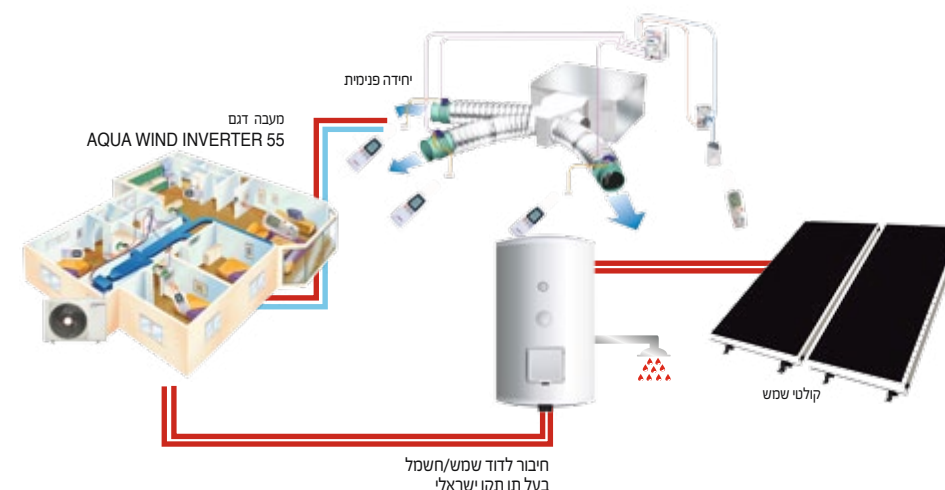 יחידה פנימית
מעבה דגם
AQUA WIND INVERTER 55
קולטי שמש
חיבור לדוד שמש/חשמל
בעל תו תקן ישראלי